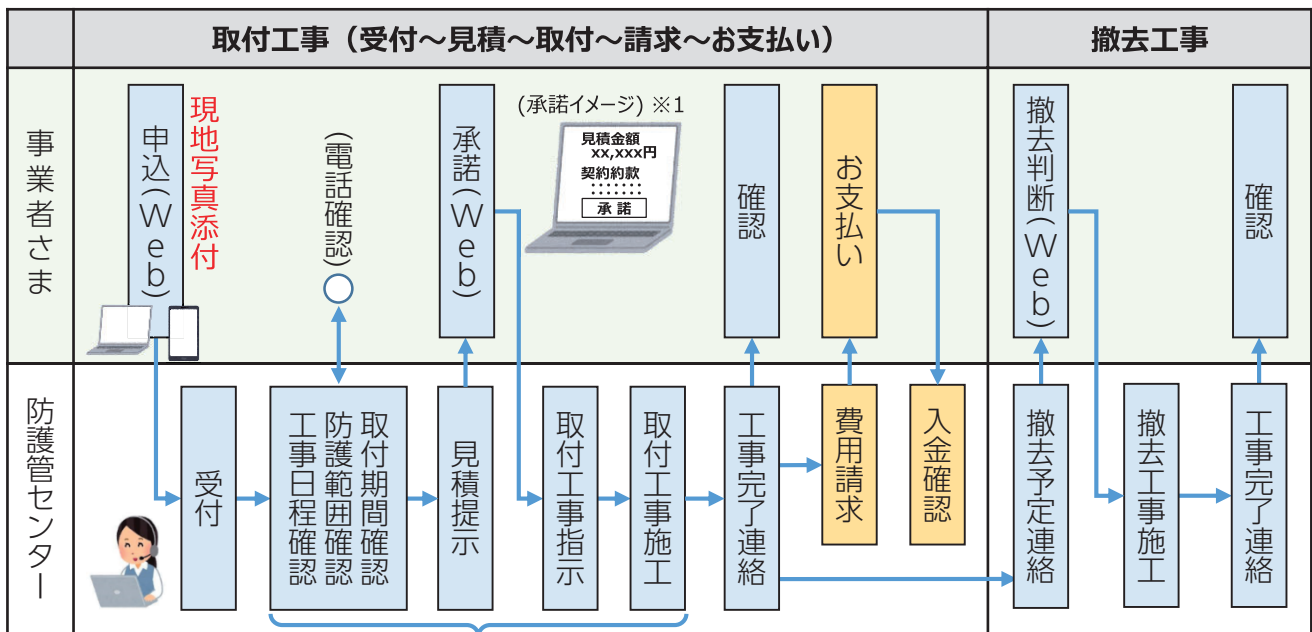 取付工事（受付～見積～取付～請求～お支払い）
撤去工事
事業者さま
申込(Web)
現地写真添付
(電話確認)
承諾(Web)
(承諾イメージ) ※1
見積金額
xx,xxx円
契約約款
・・・・・・・
承 諾
確認
お支払い
撤去判断(Web)
確認
防護管センター
受付
取付期間確認
防護範囲確認
工事日程確認
見積提示
取付工事指示
取付工事施工
工事完了連絡
費用請求
入金確認
撤去予定連絡
撤去工事施工
工事完了連絡